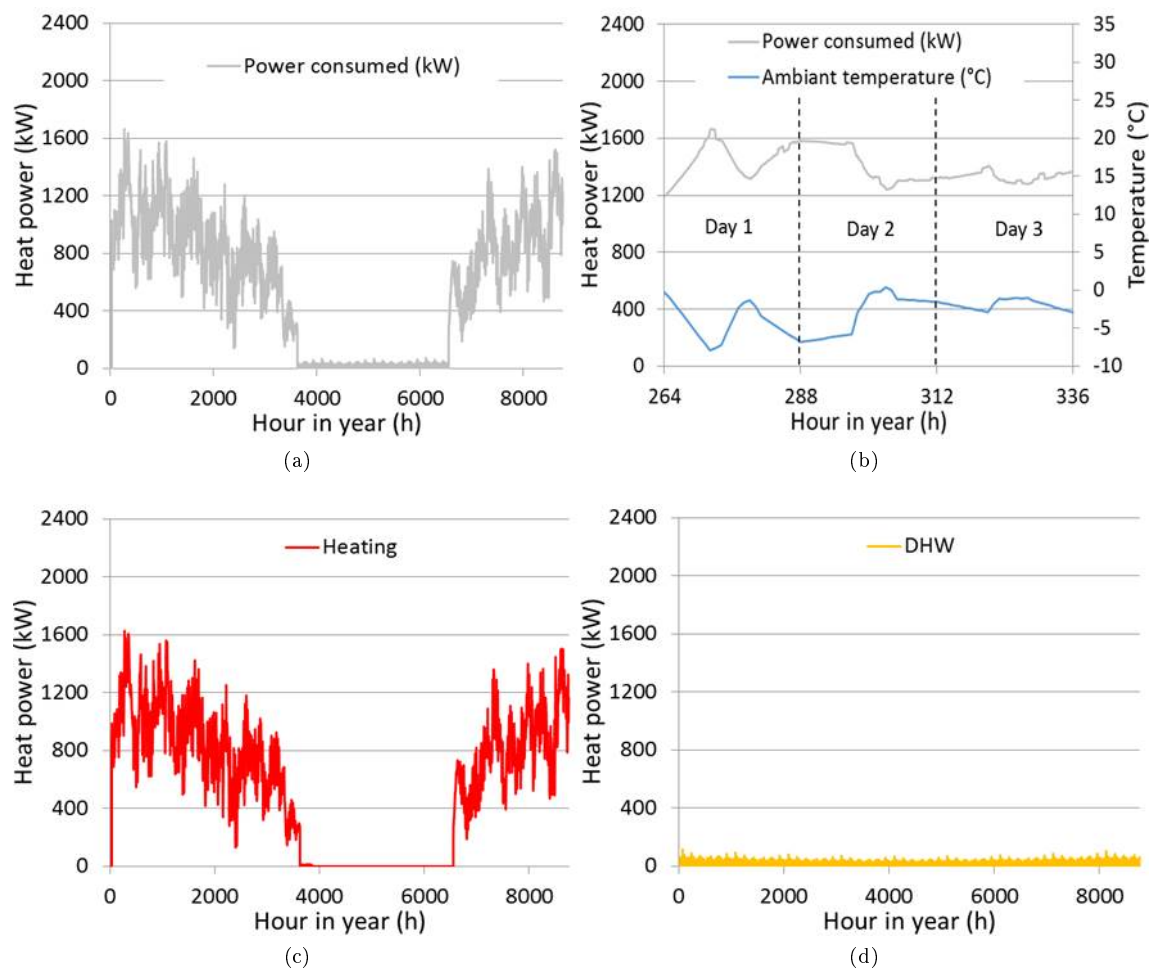 2400
2000
1600
1200
800
400
0
Heat power (kW)
Power consumed (kW)
0 2000 4000 6000 8000
Hour in year (h)
(a)
2400
2000
1600
1200
800
400
0
Heat power (kW)
Power consumed (kW)
Ambiant temperature (°C)
Day 1 Day 2 Day 3
35
30
25
20
15
10
5
0
-5
-10
Temperature (°C)
264 288 312 336
Hour in year (h)
(b)
2400
2000
1600
1200
800
400
0
Heat power (kW)
Heating
0 2000 4000 6000 8000
Hour in year (h)
(c)
2400
2000
1600
1200
800
400
0
Heat power (kW)
DHW
0 2000 4000 6000 8000
Hour in year (h)
(d)